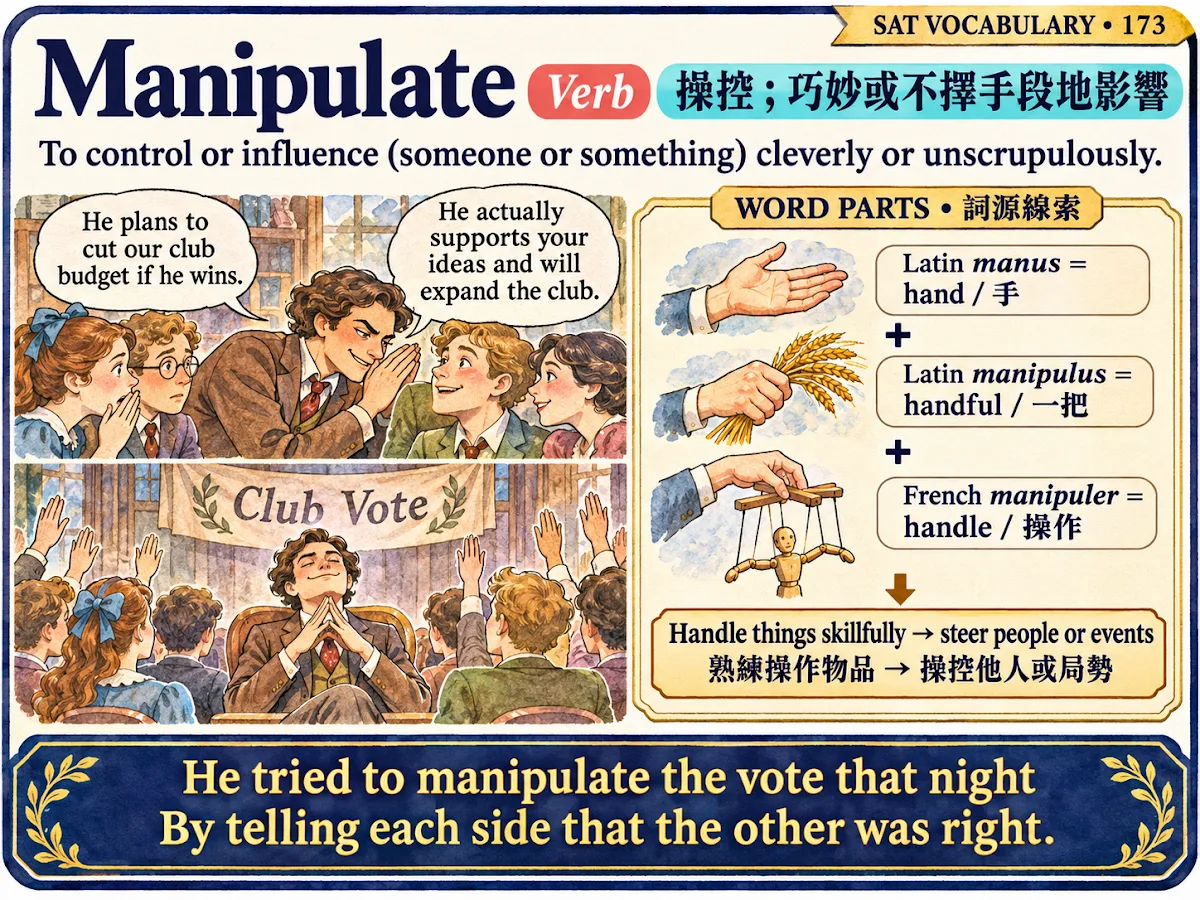 SAT VOCABULARY • 173
Manipulate
Verb
操控；巧妙或不擇手段地影響
To control or influence (someone or something) cleverly or unscrupulously.
He plans to
cut our club
budget if he wins.
He actually
supports your
ideas and will
expand the club.
Club Vote
WORD PARTS • 詞源線索
Latin manus =
hand / 手
+
Latin manipulus =
handful / 一把
+
French manipuler =
handle / 操作
Handle things skillfully → steer people or events
熟練操作物品 → 操控他人或局勢
He tried to manipulate the vote that night
By telling each side that the other was right.